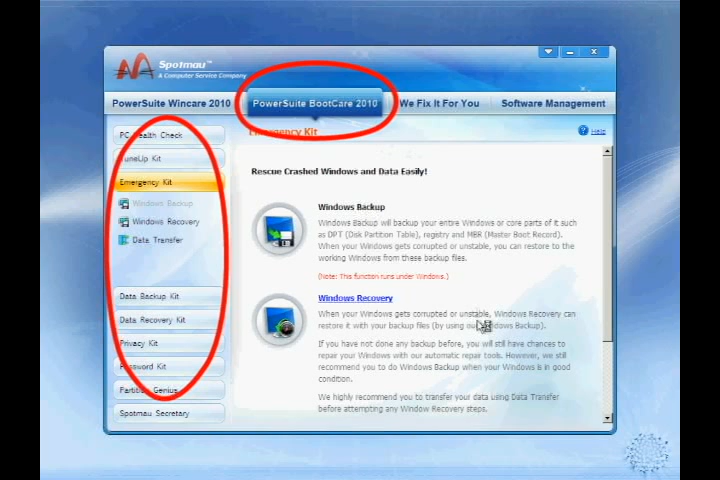 Spotmau™
A Computer Service Company
PowerSuite Wincare 2010
PowerSuite BootCare 2010
We Fix It For You
Software Management
PC Health Check
TuneUp Kit
Emergency Kit
Windows Backup
Windows Recovery
Data Transfer
Data Backup Kit
Data Recovery Kit
Privacy Kit
Password Kit
Partition Genius
Spotmau Secretary
Emergency Kit
Help
Rescue Crashed Windows and Data Easily!
Windows Backup
Windows Backup will backup your entire Windows or core parts of it such
as DPT (Disk Partition Table), registry and MBR (Master Boot Record).
When your Windows gets corrupted or unstable, you can restore to the
working Windows from these backup files.
(Note: This function runs under Windows.)
Windows Recovery
When your Windows gets corrupted or unstable, Windows Recovery can
restore it with your backup files (by using our Windows Backup).
If you have not done any backup before, you will still have chances to
repair your Windows with our automatic repair tools. However, we still
recommend you to do Windows Backup when your Windows is in good
condition.
We highly recommend you to transfer your data using Data Transfer
before attempting any Window Recovery steps.